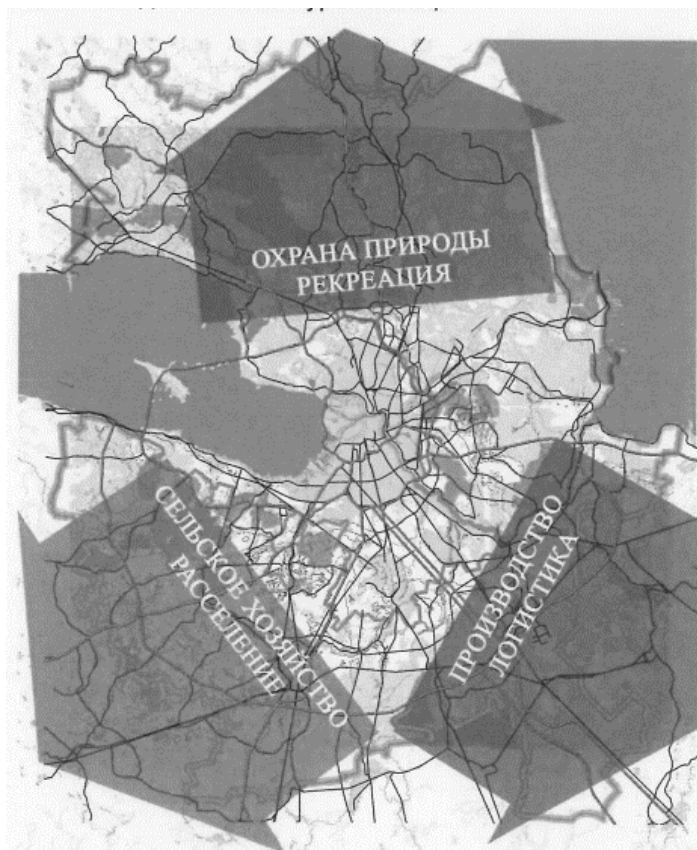 ОХРАНА ПРИРОДЫ
РЕКРЕАЦИЯ
СЕЛЬСКОЕ ХОЗЯЙСТВО
РАССЕЛЕНИЕ
ПРОИЗВОДСТВО
ЛОГИСТИКА